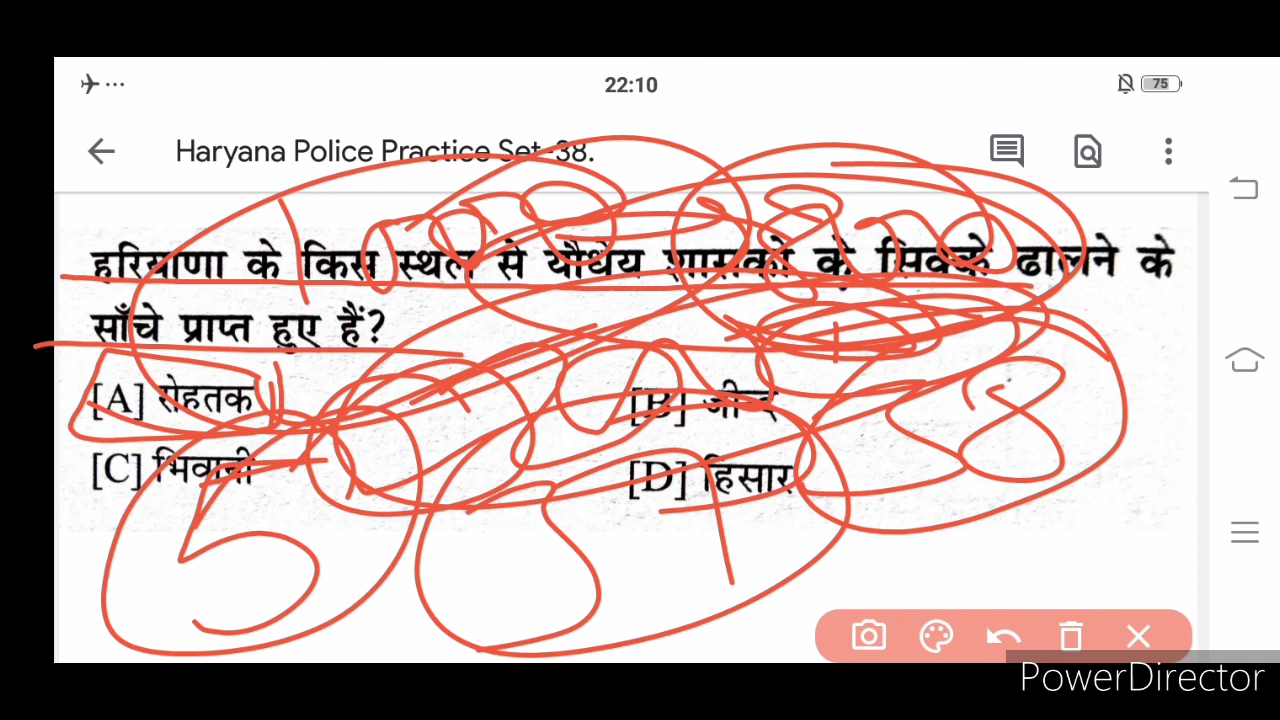 22:10
75
Haryana Police Practice Set-38.
हरियाणा के किस स्थल से यौधेय शासको के सिक्के ढालने के
साँचे प्राप्त हुए हैं?
[A] रोहतक [B] जीन्द
[C] भिवानी [D] हिसार
PowerDirector